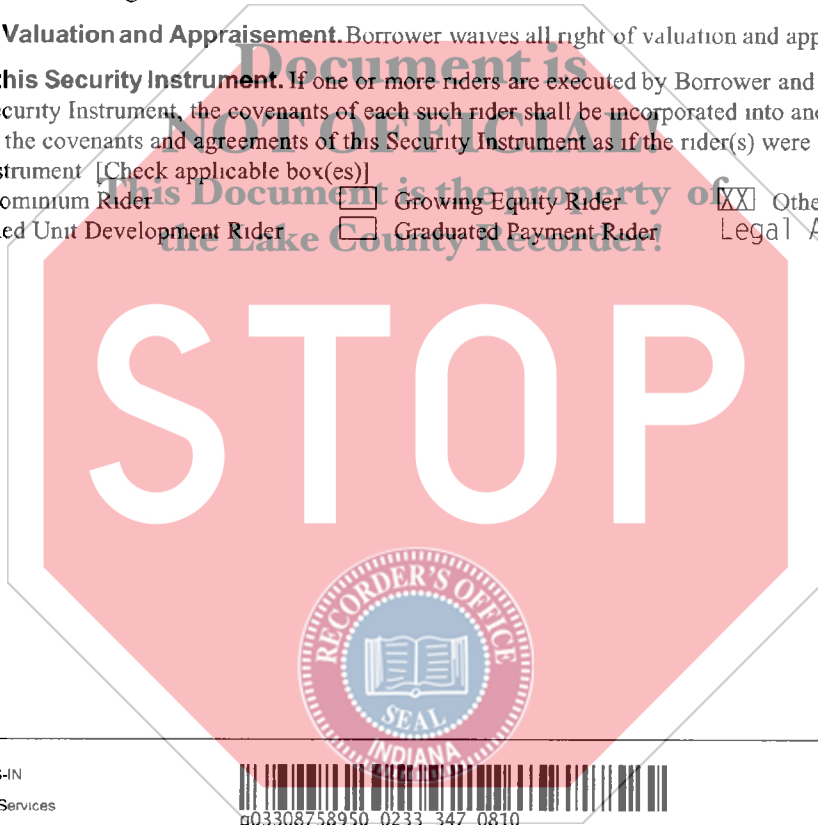 Valuation and Appraisement. Borrower waives all right of valuation and app
Document is
this Security Instrument. If one or more riders are executed by Borrower and
ecurity Instrument, the covenants of each such rider shall be incorporated into and
NOT OFFICIAL!
the covenants and agreements of this Security Instrument as if the rider(s) were
strument [Check applicable box(es)]
This Document is the property of
ominium Rider Growing Equity Rider XX Othe
ed Unit Development Rider Graduated Payment Rider Legal A
the Lake County Recorder!
STOP
RECORDER'S OFFICE
SEAL
INDIANA
-IN
Services
g03308758950 0233 347 0810